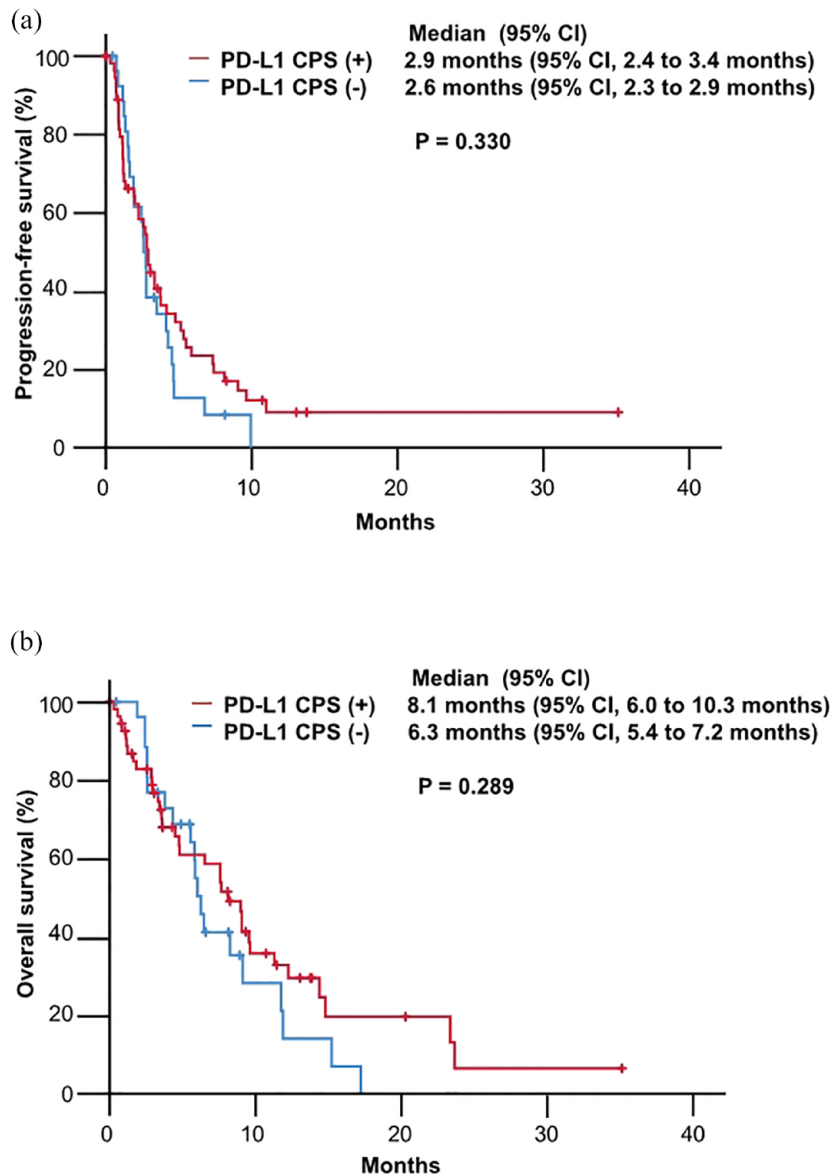 (a)
Median (95% CI)
PD-L1 CPS (+) 2.9 months (95% CI, 2.4 to 3.4 months)
PD-L1 CPS (-) 2.6 months (95% CI, 2.3 to 2.9 months)
P = 0.330
Progression-free survival (%)
100
80
60
40
20
0
0 10 20 30 40
Months
(b)
Median (95% CI)
PD-L1 CPS (+) 8.1 months (95% CI, 6.0 to 10.3 months)
PD-L1 CPS (-) 6.3 months (95% CI, 5.4 to 7.2 months)
P = 0.289
Overall survival (%)
100
80
60
40
20
0
0 10 20 30 40
Months